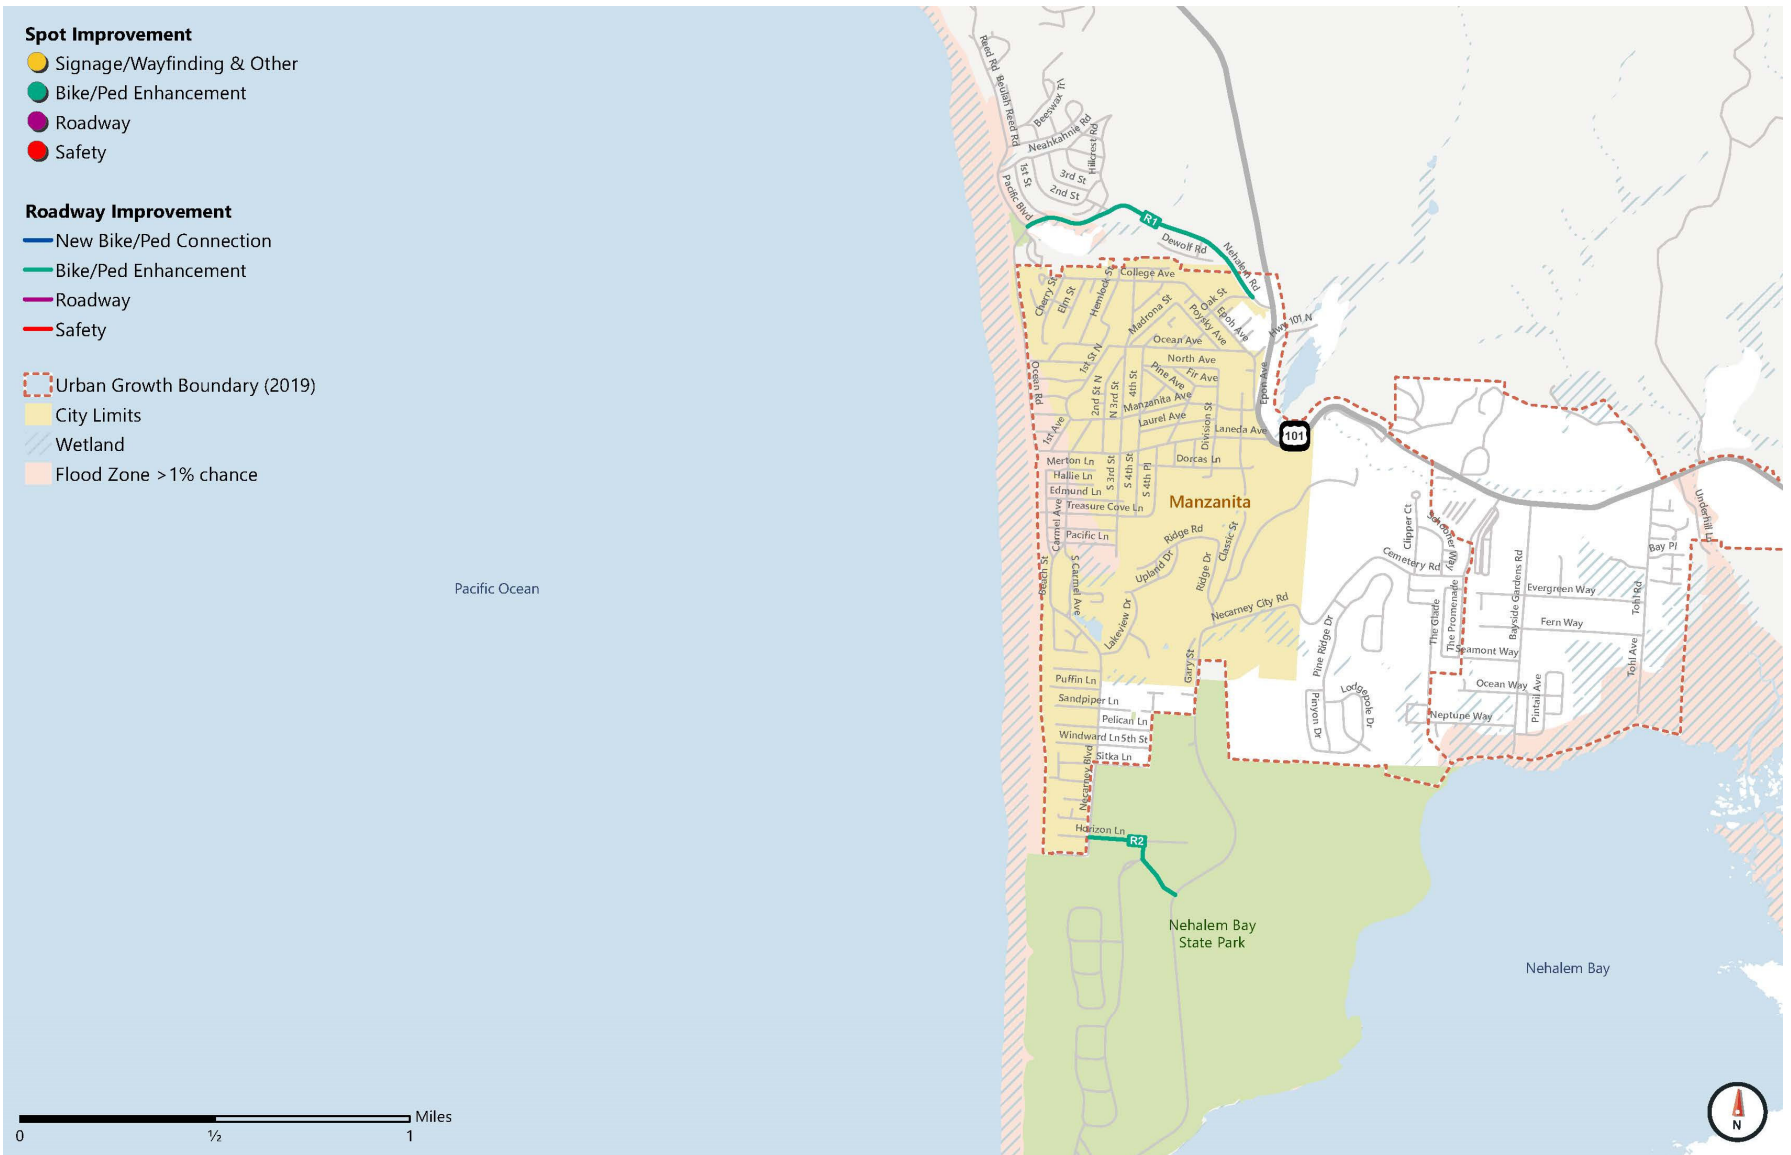 Spot Improvement
Signage/Wayfinding & Other
Bike/Ped Enhancement
Roadway
Safety
Roadway Improvement
New Bike/Ped Connection
Bike/Ped Enhancement
Roadway
Safety
Urban Growth Boundary (2019)
City Limits
Wetland
Flood Zone >1% chance
Reed Rd
Beulah Reed Rd
Beeswax Trl
Neahkahnie Rd
Hillcrest Rd
1st St
3rd St
2nd St
Pacific Blvd
R1
Dewolf Rd
Nehalem Rd
College Ave
Cherry St
Elm St
Hemlock St
Madrona St
Oak St
Poysky Ave
Epoh Ave
Hwy 101 N
Ocean Ave
North Ave
1st St N
Ocean Rd
Pine Ave
Fir Ave
Epoh Ave
2nd St N
N 3rd St
4th St
Manzanita Ave
Laurel Ave
Division St
Laneda Ave
101
1st Ave
Merton Ln
Hallie Ln
Edmund Ln
Treasure Cove Ln
S 3rd St
S 4th St
S 4th Pl
Dorcas Ln
Manzanita
Carmel Ave
Pacific Ln
Ridge Rd
Classic St
Upland Dr
Ridge Dr
Beach St
S Carmel Ave
Lakeview Dr
Necarney City Rd
Clipper Ct
Schooner Way
Cemetery Rd
Underhill Ln
Bay Pl
Evergreen Way
Tohl Rd
Bayside Gardens Rd
The Glade
The Promenade
Fern Way
Seamont Way
Tohl Ave
Pine Ridge Dr
Gary St
Puffin Ln
Sandpiper Ln
Pelican Ln
Windward Ln
5th St
Sitka Ln
Necarney Blvd
Lodgepole Dr
Pinyon Dr
Ocean Way
Pintail Ave
Neptune Way
Horizon Ln
R2
Pacific Ocean
Nehalem Bay
State Park
Nehalem Bay
Miles
0
½
1
N